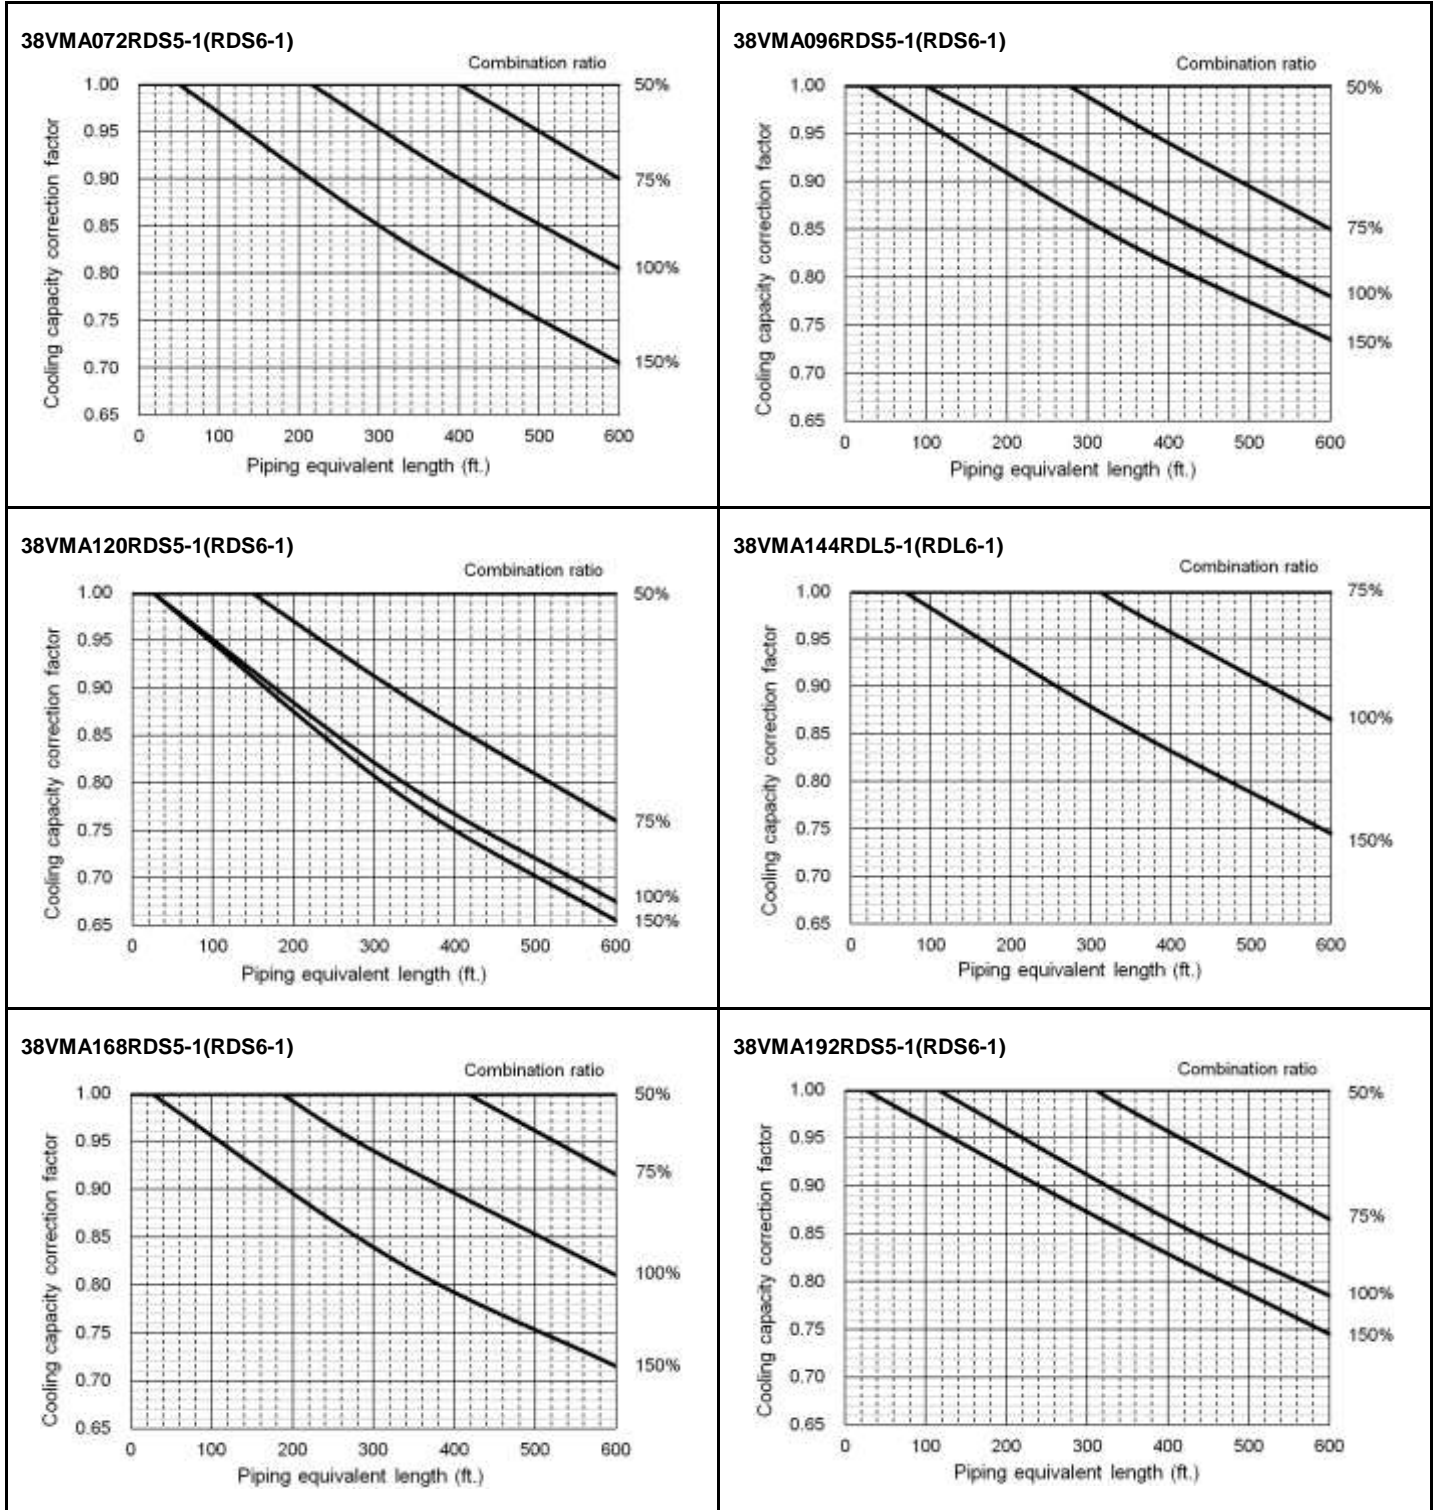 38VMA072RDS5-1(RDS6-1)
Combination ratio
Cooling capacity correction factor
1.00
0.95
0.90
0.85
0.80
0.75
0.70
0.65
50%
75%
100%
150%
0 100 200 300 400 500 600
Piping equivalent length (ft.)
38VMA096RDS5-1(RDS6-1)
Combination ratio
Cooling capacity correction factor
1.00
0.95
0.90
0.85
0.80
0.75
0.70
0.65
50%
75%
100%
150%
0 100 200 300 400 500 600
Piping equivalent length (ft.)
38VMA120RDS5-1(RDS6-1)
Combination ratio
Cooling capacity correction factor
1.00
0.95
0.90
0.85
0.80
0.75
0.70
0.65
50%
75%
100%
150%
0 100 200 300 400 500 600
Piping equivalent length (ft.)
38VMA144RDL5-1(RDL6-1)
Combination ratio
Cooling capacity correction factor
1.00
0.95
0.90
0.85
0.80
0.75
0.70
0.65
75%
100%
150%
0 100 200 300 400 500 600
Piping equivalent length (ft.)
38VMA168RDS5-1(RDS6-1)
Combination ratio
Cooling capacity correction factor
1.00
0.95
0.90
0.85
0.80
0.75
0.70
0.65
50%
75%
100%
150%
0 100 200 300 400 500 600
Piping equivalent length (ft.)
38VMA192RDS5-1(RDS6-1)
Combination ratio
Cooling capacity correction factor
1.00
0.95
0.90
0.85
0.80
0.75
0.70
0.65
50%
75%
100%
150%
0 100 200 300 400 500 600
Piping equivalent length (ft.)